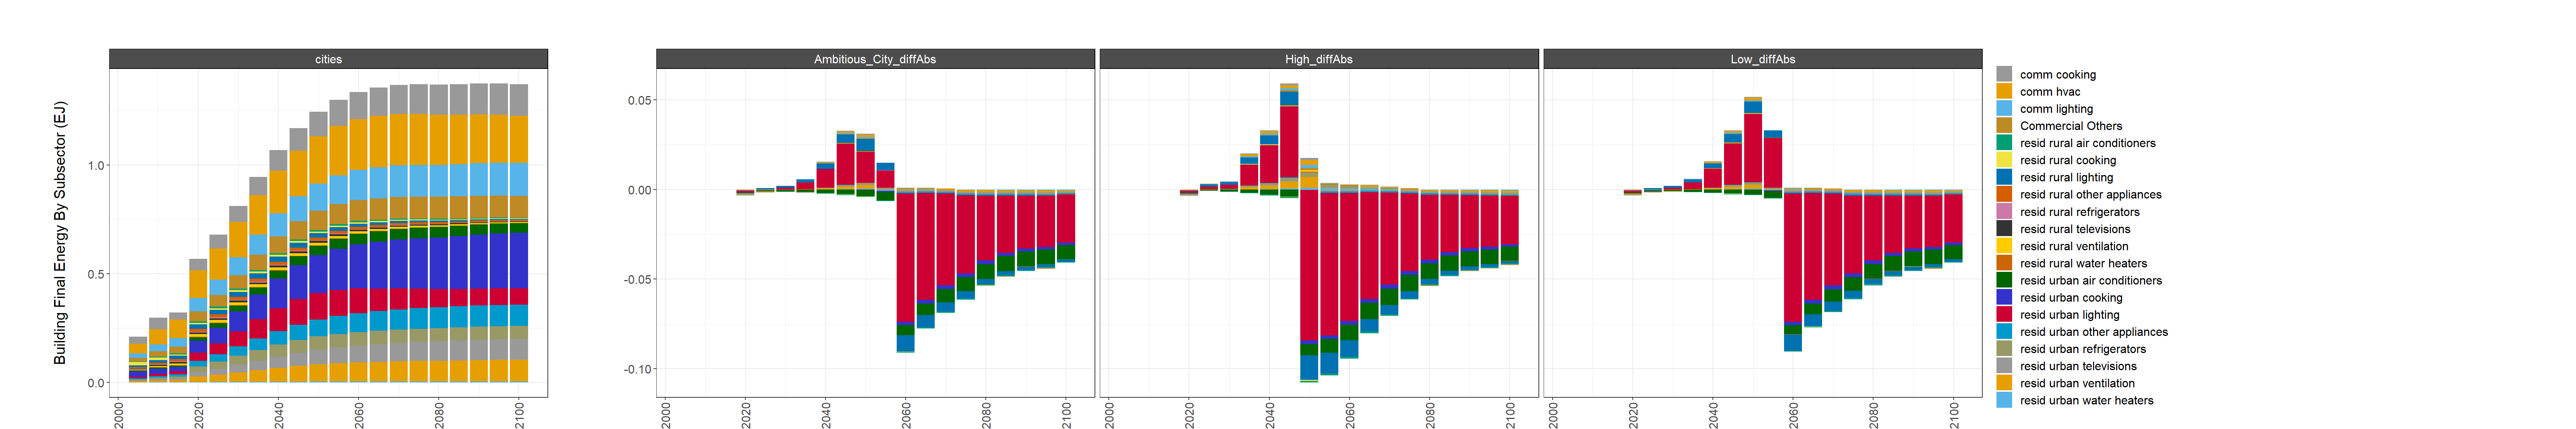 cities
Ambitious_City_diffAbs
High_diffAbs
Low_diffAbs
Building Final Energy By Subsector (EJ)
1.0
0.5
0.0
0.05
0.00
-0.05
-0.10
2000 2020 2040 2060 2080 2100
2000 2020 2040 2060 2080 2100
2000 2020 2040 2060 2080 2100
2000 2020 2040 2060 2080 2100
comm cooking
comm hvac
comm lighting
Commercial Others
resid rural air conditioners
resid rural cooking
resid rural lighting
resid rural other appliances
resid rural refrigerators
resid rural televisions
resid rural ventilation
resid rural water heaters
resid urban air conditioners
resid urban cooking
resid urban lighting
resid urban other appliances
resid urban refrigerators
resid urban televisions
resid urban ventilation
resid urban water heaters